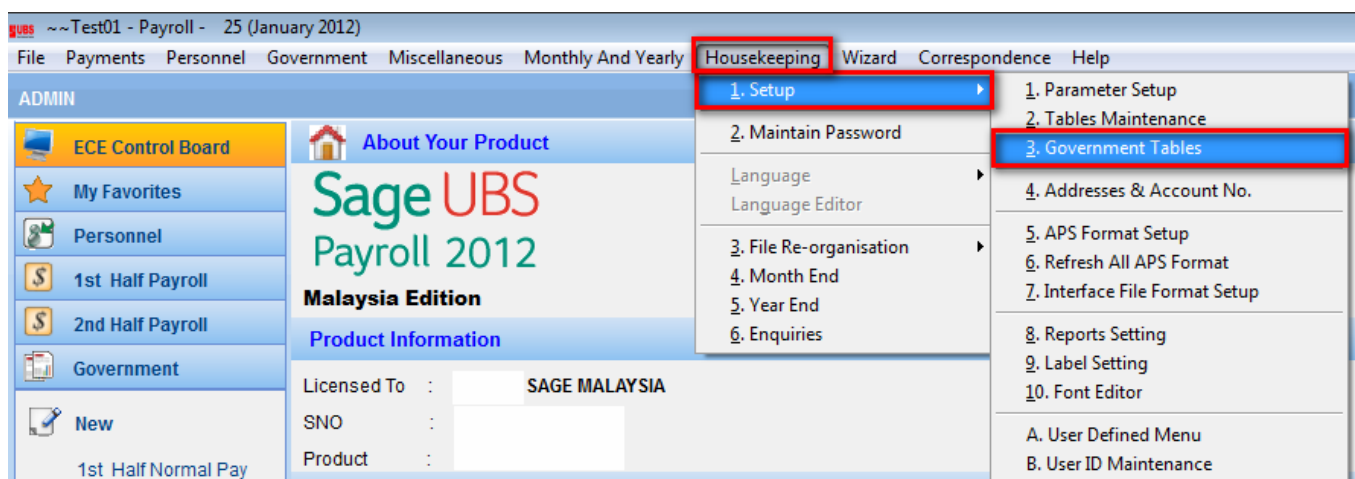 UBS ~~Test01 - Payroll - 25 (January 2012)
File Payments Personnel Government Miscellaneous Monthly And Yearly Housekeeping Wizard Correspondence Help
ADMIN
ECE Control Board
My Favorites
Personnel
1st Half Payroll
2nd Half Payroll
Government
New
1st Half Normal Pay
About Your Product
Sage UBS
Payroll 2012
Malaysia Edition
Product Information
Licensed To : SAGE MALAYSIA
SNO :
Product :
1. Setup
2. Maintain Password
Language
Language Editor
3. File Re-organisation
4. Month End
5. Year End
6. Enquiries
1. Parameter Setup
2. Tables Maintenance
3. Government Tables
4. Addresses & Account No.
5. APS Format Setup
6. Refresh All APS Format
7. Interface File Format Setup
8. Reports Setting
9. Label Setting
10. Font Editor
A. User Defined Menu
B. User ID Maintenance